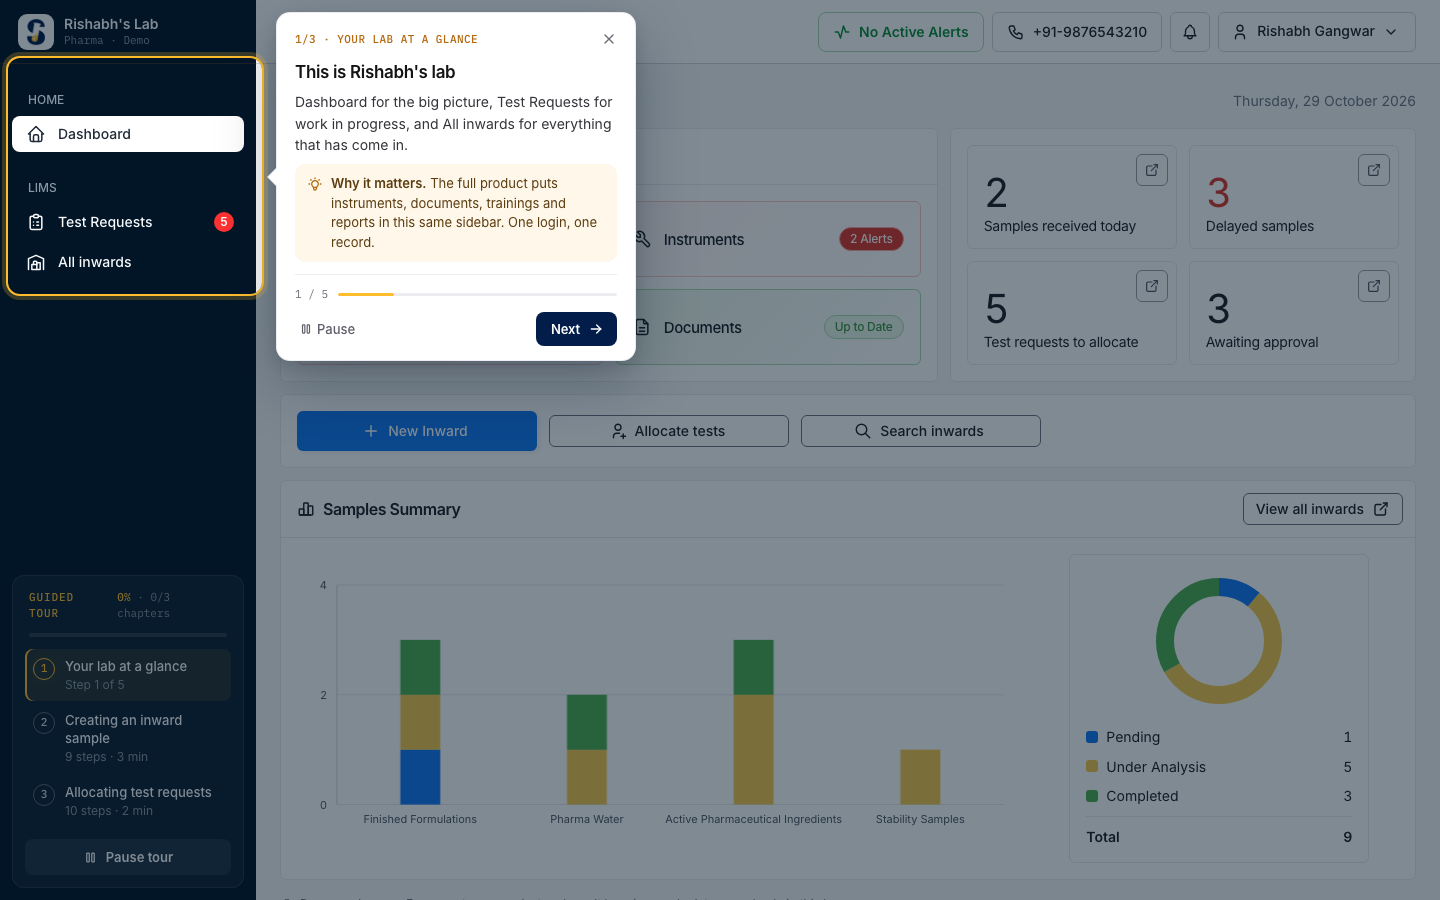 Rishabh's Lab
Pharma · Demo
HOME
Dashboard
LIMS
Test Requests
5
All inwards
GUIDED TOUR
0% · 0/3 chapters
1
Your lab at a glance
Step 1 of 5
2
Creating an inward sample
9 steps · 3 min
3
Allocating test requests
10 steps · 2 min
Pause tour
1/3 · YOUR LAB AT A GLANCE
This is Rishabh's lab
Dashboard for the big picture, Test Requests for
work in progress, and All inwards for everything
that has come in.
Why it matters. The full product puts
instruments, documents, trainings and
reports in this same sidebar. One login, one
record.
1 / 5
Pause
Next
No Active Alerts
+91-9876543210
Rishabh Gangwar
Thursday, 29 October 2026
Instruments
2 Alerts
Documents
Up to Date
2
Samples received today
3
Delayed samples
5
Test requests to allocate
3
Awaiting approval
New Inward
Allocate tests
Search inwards
Samples Summary
View all inwards
4
2
0
Finished Formulations
Pharma Water
Active Pharmaceutical Ingredients
Stability Samples
Pending 1
Under Analysis 5
Completed 3
Total 9